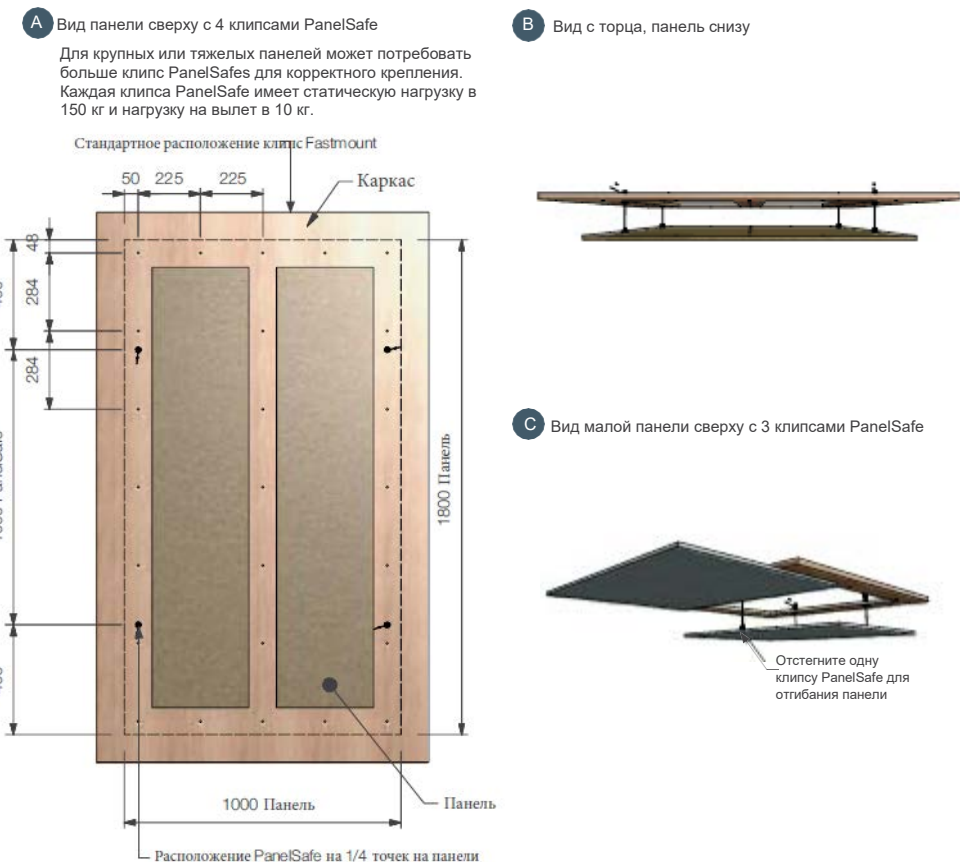 A Вид панели сверху с 4 клипсами PanelSafe
Для крупных или тяжелых панелей может потребовать
больше клипс PanelSafes для корректного крепления.
Каждая клипса PanelSafe имеет статическую нагрузку в
150 кг и нагрузку на вылет в 10 кг.
Стандартное расположение клипс Fastmount
50 225 225
Каркас
48
284
284
1800 Панель
1000 Панель
Панель
Расположение PanelSafe на 1/4 точек на панели
B Вид с торца, панель снизу
C Вид малой панели сверху с 3 клипсами PanelSafe
Отстегните одну
клипсу PanelSafe для
отгибания панели